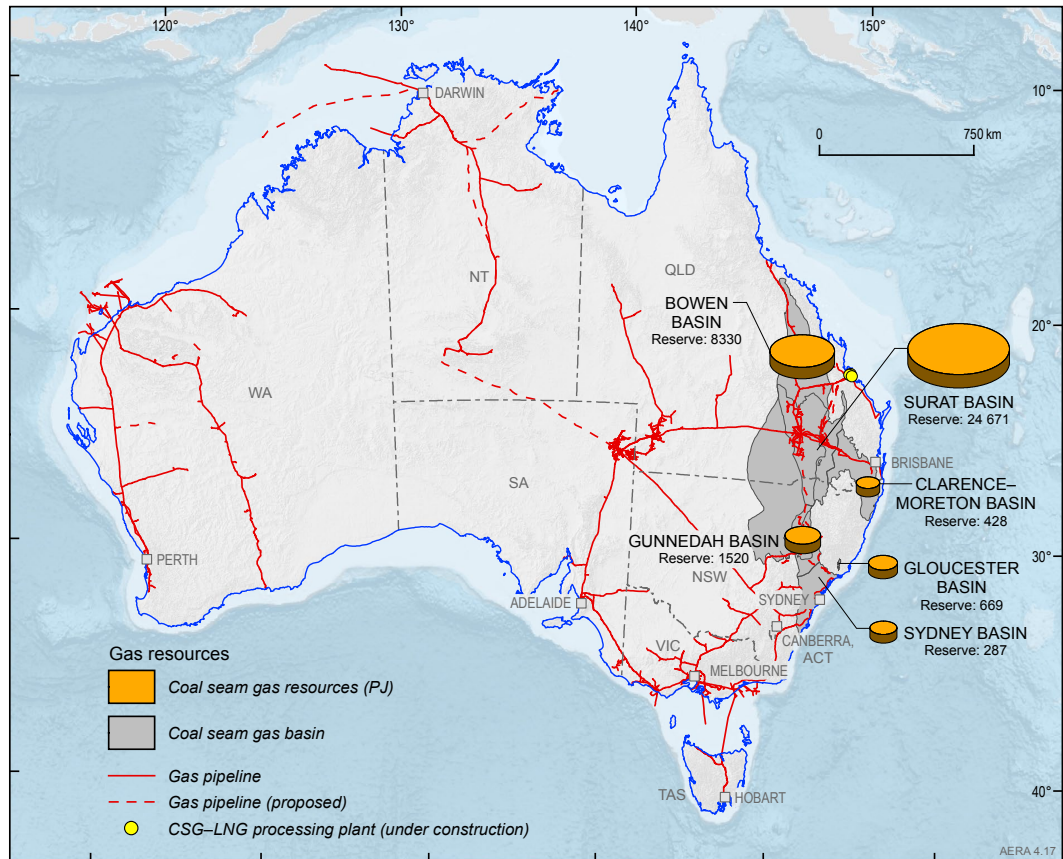 120°
130°
140°
150°
DARWIN
10°
0
750 km
NT
QLD
BOWEN
BASIN
Reserve: 8330
20°
WA
SURAT BASIN
Reserve: 24 671
BRISBANE
SA
CLARENCE–
MORETON BASIN
Reserve: 428
GUNNEDAH BASIN
Reserve: 1520
PERTH
30°
NSW
GLOUCESTER
BASIN
Reserve: 669
ADELAIDE
SYDNEY
SYDNEY BASIN
Reserve: 287
CANBERRA,
ACT
VIC
MELBOURNE
Gas resources
Coal seam gas resources (PJ)
Coal seam gas basin
Gas pipeline
Gas pipeline (proposed)
CSG–LNG processing plant (under construction)
TAS
HOBART
40°
AERA 4.17